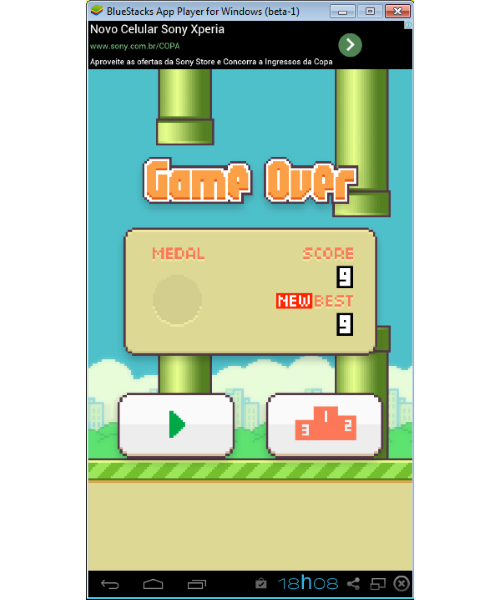 BlueStacks App Player for Windows (beta-1)
Novo Celular Sony Xperia
www.sony.com.br/COPA
Aproveite as ofertas da Sony Store e Concorra a Ingressos da Copa
Game Over
MEDAL SCORE
9
NEW BEST
9
1
3 2
18h08